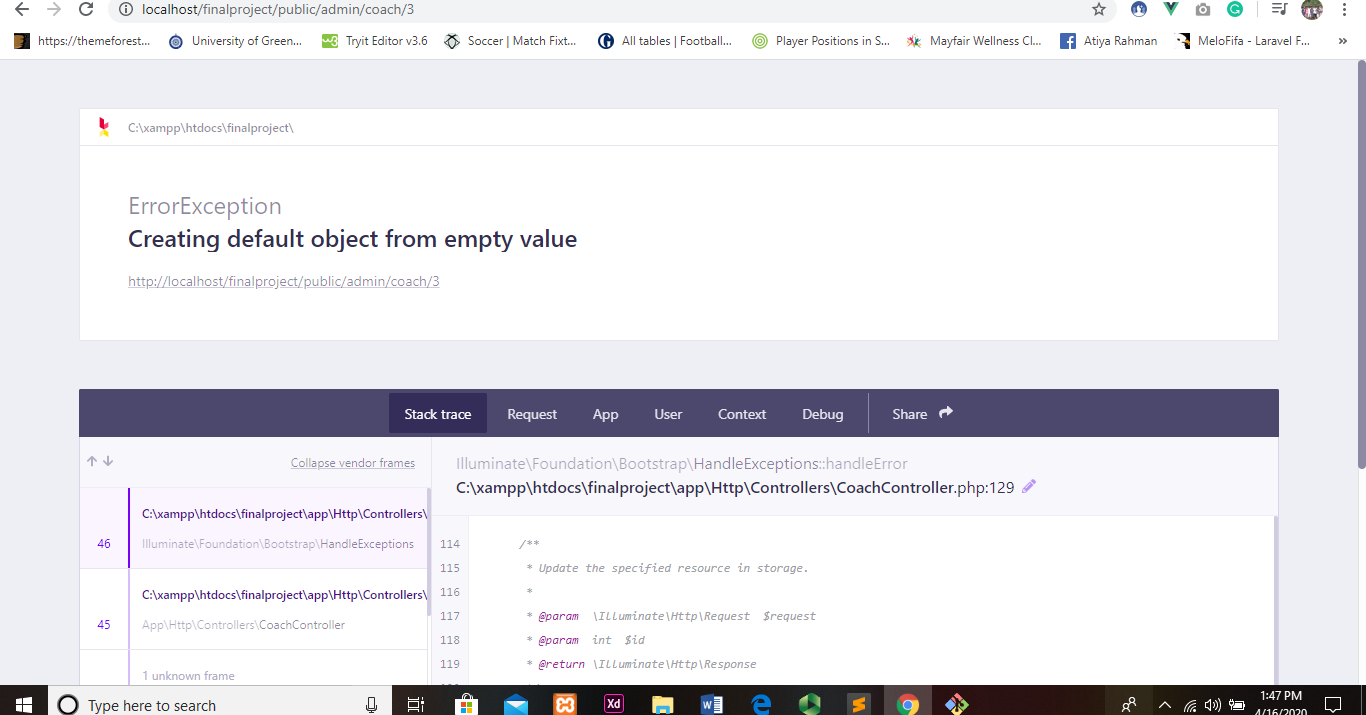 localhost/finalproject/public/admin/coach/3
https://themeforest...
University of Green...
Tryit Editor v3.6
Soccer | Match Fixt...
All tables | Football...
Player Positions in S...
Mayfair Wellness Cl...
Atiya Rahman
MeloFifa - Laravel F...
»
C:\xampp\htdocs\finalproject\
ErrorException
Creating default object from empty value
http://localhost/finalproject/public/admin/coach/3
Stack trace
Request
App
User
Context
Debug
Share
Collapse vendor frames
Illuminate\Foundation\Bootstrap\HandleExceptions::handleError
C:\xampp\htdocs\finalproject\app\Http\Controllers\CoachController.php:129
C:\xampp\htdocs\finalproject\app\Http\Controllers\
46
Illuminate\Foundation\Bootstrap\HandleExceptions
C:\xampp\htdocs\finalproject\app\Http\Controllers\
45
App\Http\Controllers\CoachController
1 unknown frame
114 /**
115 * Update the specified resource in storage.
116 *
117 * @param \Illuminate\Http\Request $request
118 * @param int $id
119 * @return \Illuminate\Http\Response
Type here to search
Xd
1:47 PM
4/16/2020